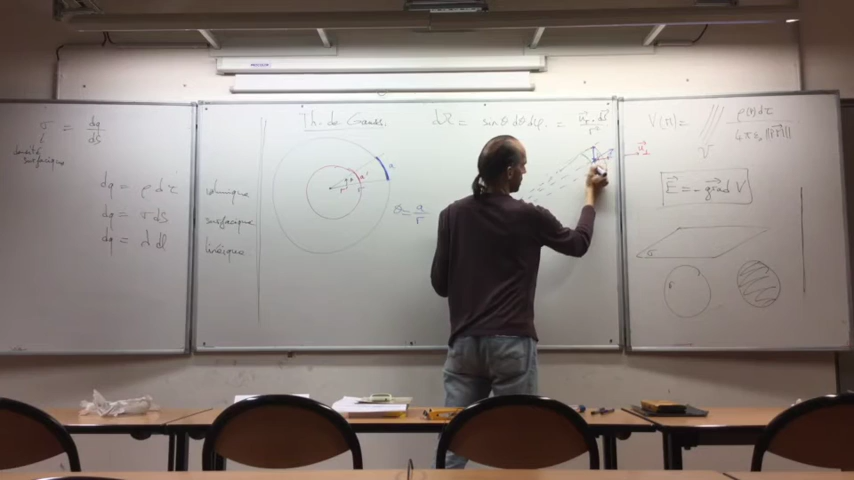 σ = dq/dS
densité
surfacique
dq = ρ dτ volumique
dq = σ dS surfacique
dq = λ dl linéique
Th. de Gauss.
dΩ = sin θ dθ dφ = u⃗r . dS⃗ / r²
a
a'
r
θ = a/r
V(M) = ∭ ρ(P) dτ / 4πε₀ ||PM||
V
E⃗ = - grad V
σ